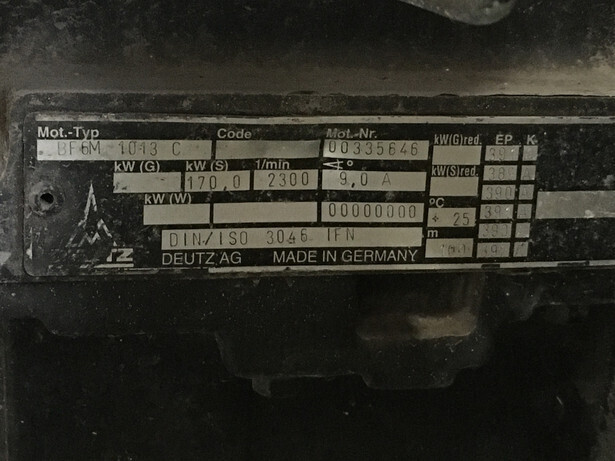 Mot.-Typ Code Mot.-Nr. kW(G)red. EP K
BF6M 1013 C 00335646
kW (G) kW (S) 1/min kW(S)red.
170,0 2300 9,0 A
kW (W) °C
00000000 + 25
DIN/ISO 3046 IFN m
DEUTZ AG MADE IN GERMANY